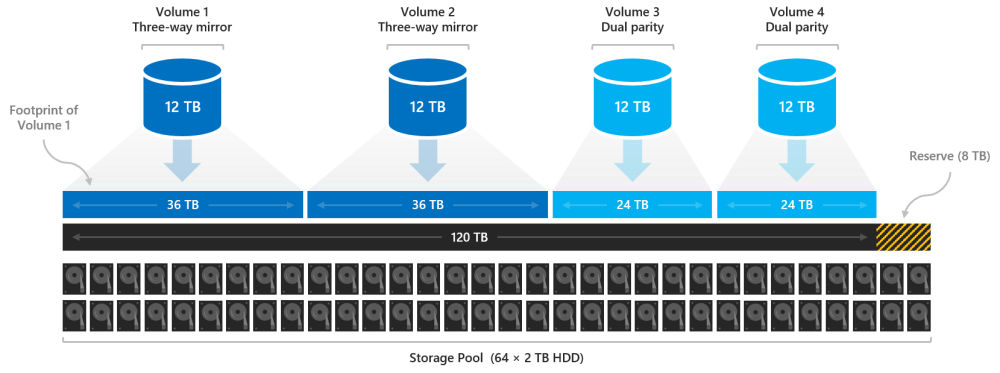 Volume 1
Three-way mirror
Volume 2
Three-way mirror
Volume 3
Dual parity
Volume 4
Dual parity
12 TB
12 TB
12 TB
12 TB
Footprint of
Volume 1
Reserve (8 TB)
36 TB
36 TB
24 TB
24 TB
120 TB
Storage Pool (64 × 2 TB HDD)